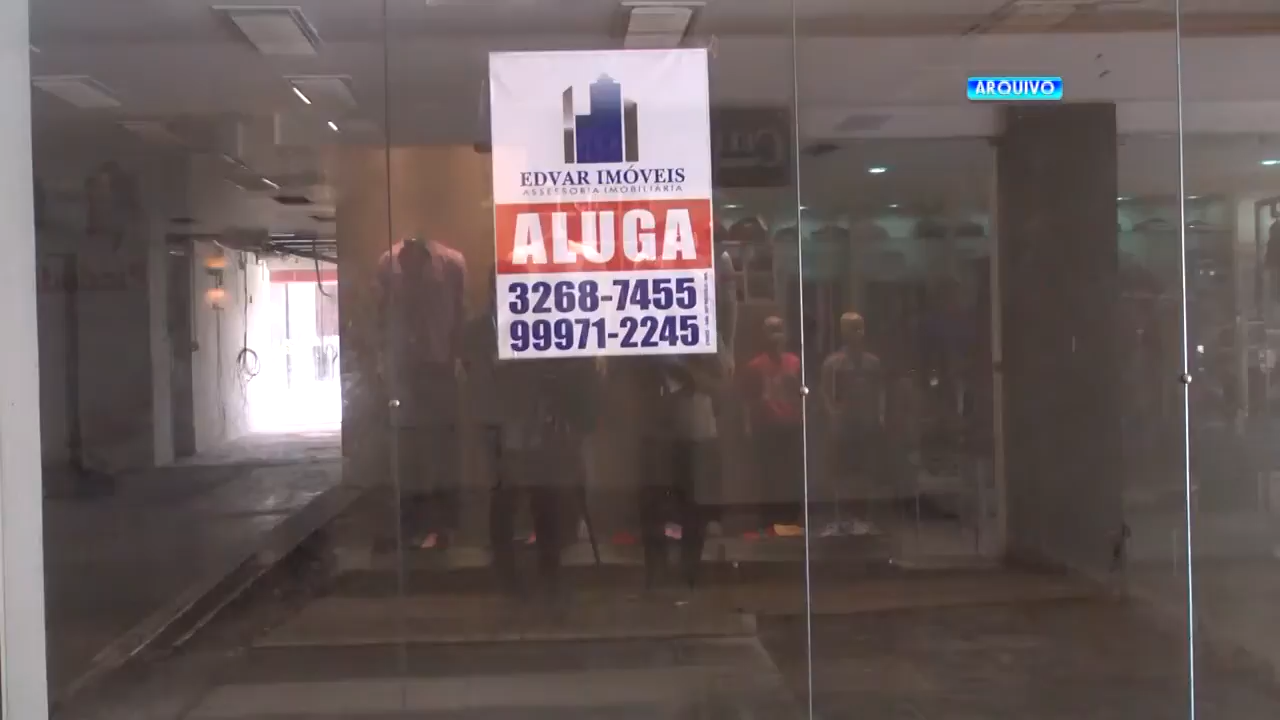 ARQUIVO
EDVAR IMÓVEIS
ASSESSORIA IMOBILIÁRIA
ALUGA
3268-7455
99971-2245